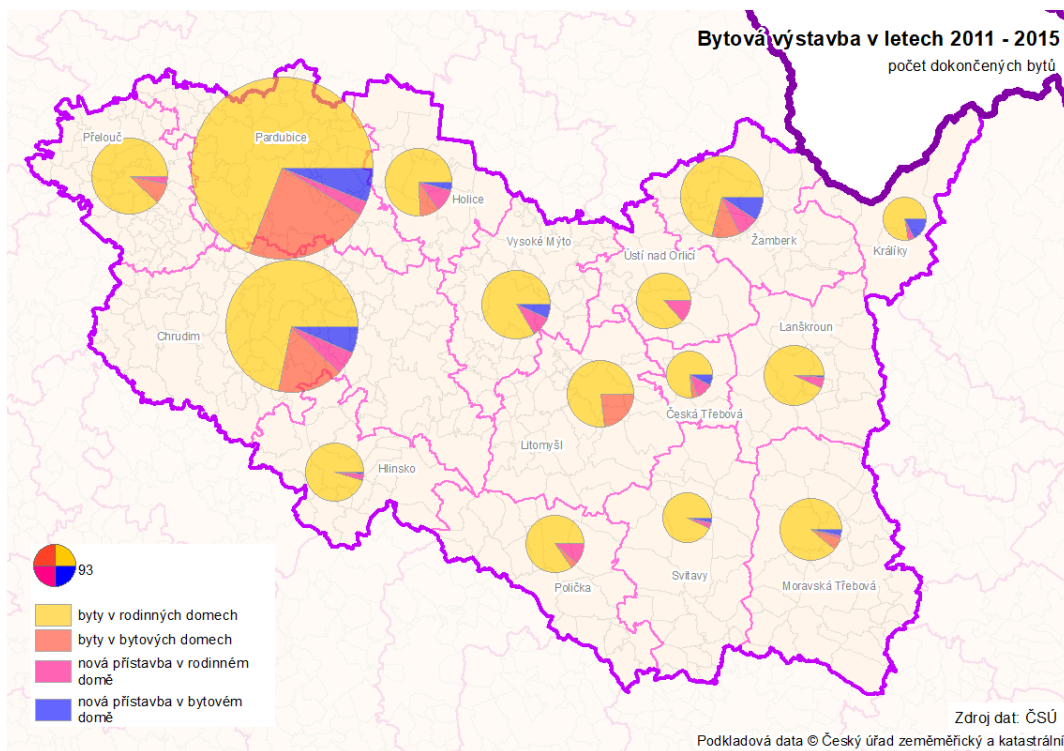 Bytová výstavba v letech 2011 - 2015
počet dokončených bytů
Přelouč
Pardubice
Holice
Vysoké Mýto
Ústí nad Orlicí
Žamberk
Králíky
Chrudim
Lanškroun
Česká Třebová
Litomyšl
Hlinsko
Polička
Svitavy
Moravská Třebová
93
byty v rodinných domech
byty v bytových domech
nová přístavba v rodinném
domě
nová přístavba v bytovém
domě
Zdroj dat: ČSÚ
Podkladová data © Český úřad zeměměřický a katastrální